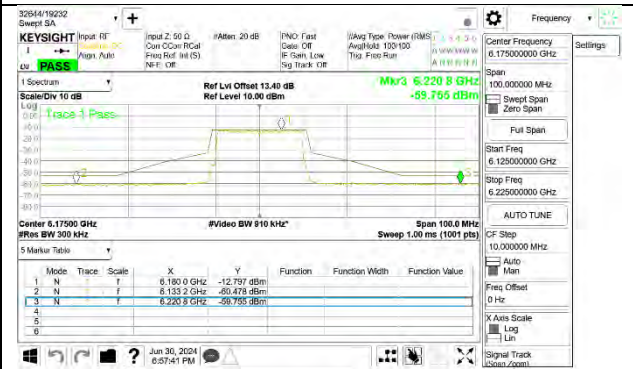 32644/19232
Swept SA
Frequency
Settings
KEYSIGHT
Input: RF
Align: Auto
Input Z: 50 Ω
Corr CCorr RCal
Freq Ref: Int (S)
NFE: Off
#Atten: 20 dB
PNO: Fast
Gate: Off
IF Gain: Low
Sig Track: Off
#Avg Type: Power (RMS)
Avg|Hold: 100/100
Trig: Free Run
PASS
1 Spectrum
Scale/Div 10 dB
Ref Lvl Offset 13.40 dB
Ref Level 10.00 dBm
Mkr3 6.220 8 GHz
-59.755 dBm
Log
Trace 1 Pass
Center 6.17500 GHz
#Res BW 300 kHz
#Video BW 910 kHz*
Span 100.0 MHz
Sweep 1.00 ms (1001 pts)
5 Marker Table
Mode Trace Scale X Y Function Function Width Function Value
1 N f 6.180 0 GHz -12.797 dBm
2 N f 6.133 2 GHz -60.478 dBm
3 N f 6.220 8 GHz -59.755 dBm
4
5
6
Jun 30, 2024
6:57:41 PM
Center Frequency
6.175000000 GHz
Span
100.000000 MHz
Swept Span
Zero Span
Full Span
Start Freq
6.125000000 GHz
Stop Freq
6.225000000 GHz
AUTO TUNE
CF Step
10.000000 MHz
Auto
Man
Freq Offset
0 Hz
X Axis Scale
Log
Lin
Signal Track
(Span Zoom)